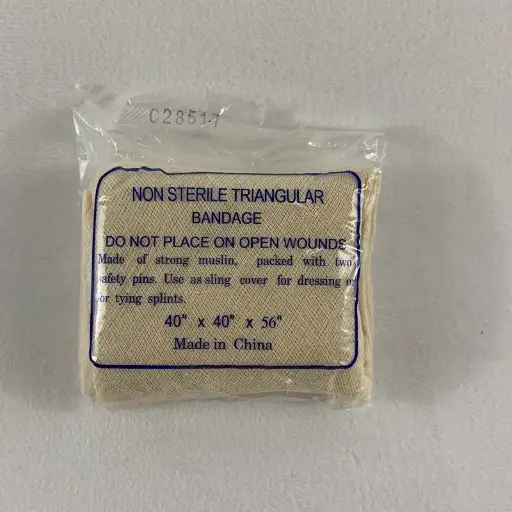 C28517
NON STERILE TRIANGULAR
BANDAGE
DO NOT PLACE ON OPEN WOUNDS
Made of strong muslin, packed with two
safety pins. Use as sling cover for dressing or
for tying splints.
40" x 40" x 56"
Made in China